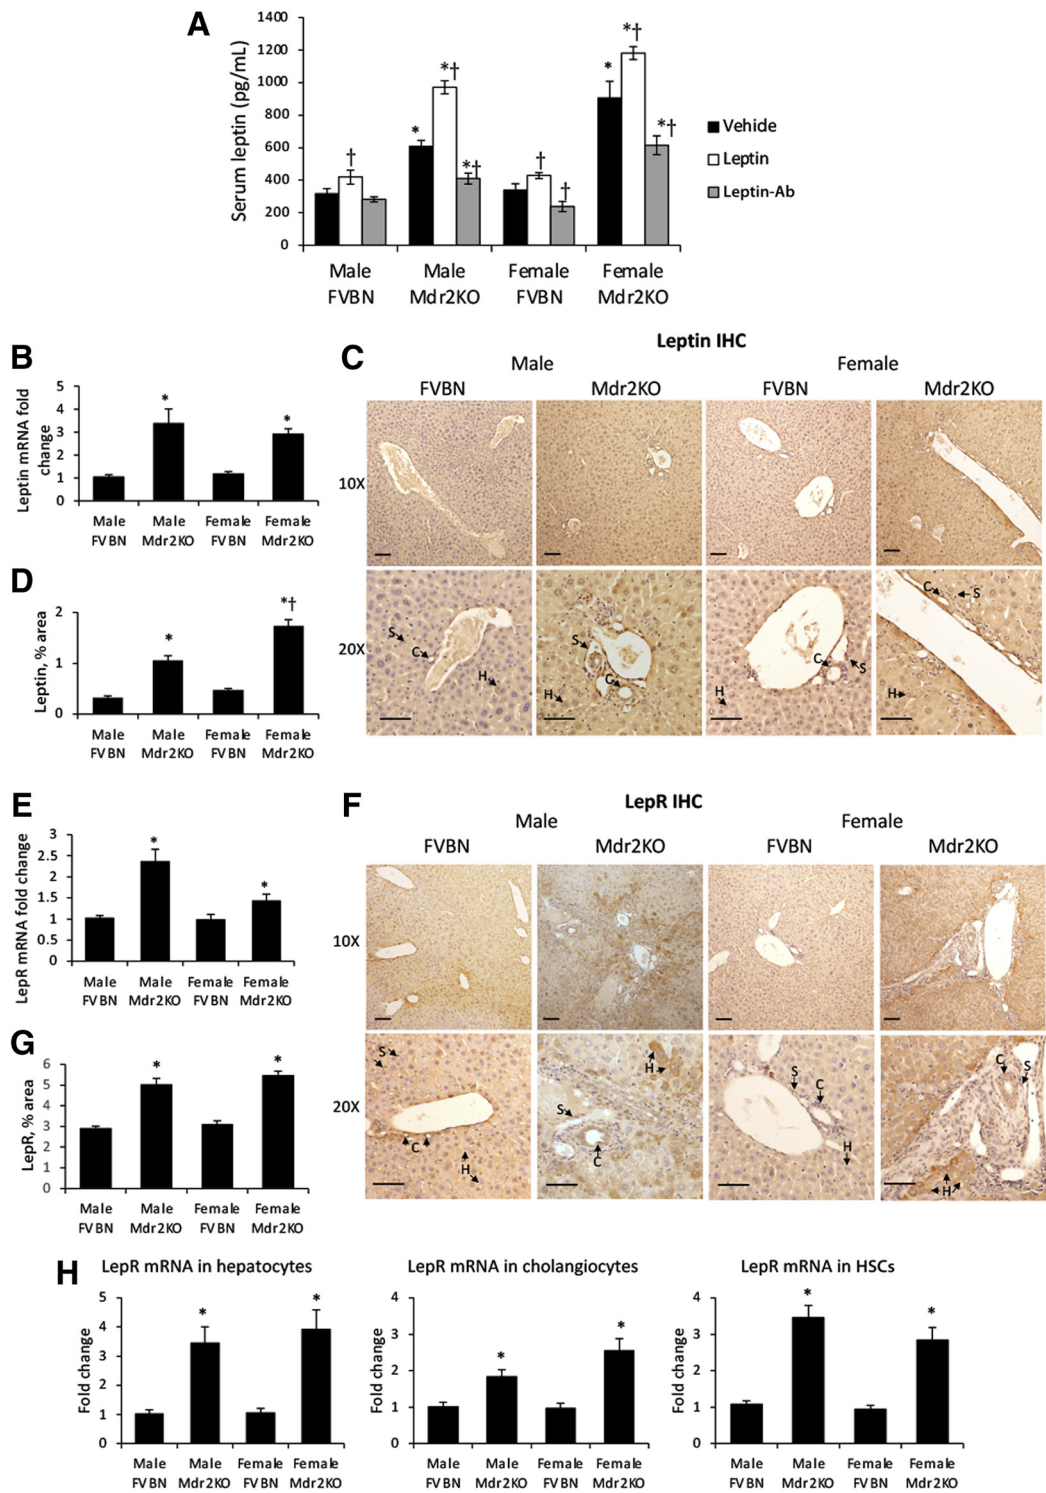 A
Serum leptin (pg/mL)
1400
1200
1000
800
600
400
200
0
†
*
*†
*†
†
†
*
*†
*†
Male
FVBN
Male
Mdr2KO
Female
FVBN
Female
Mdr2KO
Vehide
Leptin
Leptin-Ab
B
Leptin mRNA fold
change
5
4
3
2
1
0
*
*
Male
FVBN
Male
Mdr2KO
Female
FVBN
Female
Mdr2KO
C
Leptin IHC
Male
Female
FVBN
Mdr2KO
FVBN
Mdr2KO
10X
20X
S
C
H
S
C
H
C
S
H
C
S
H
D
Leptin, % area
2
1
0
*
*†
Male
FVBN
Male
Mdr2KO
Female
FVBN
Female
Mdr2KO
E
LepR mRNA fold change
3
2.5
2
1.5
1
0.5
0
*
*
Male
FVBN
Male
Mdr2KO
Female
FVBN
Female
Mdr2KO
F
LepR IHC
Male
Female
FVBN
Mdr2KO
FVBN
Mdr2KO
10X
20X
S
C
H
H
S
C
S
C
H
C
S
H
G
LepR, % area
6
5
4
3
2
1
0
*
*
Male
FVBN
Male
Mdr2KO
Female
FVBN
Female
Mdr2KO
H
LepR mRNA in hepatocytes
Fold change
5
4
3
2
1
0
*
*
Male
FVBN
Male
Mdr2KO
Female
FVBN
Female
Mdr2KO
LepR mRNA in cholangiocytes
Fold change
4
3
2
1
0
*
*
Male
FVBN
Male
Mdr2KO
Female
FVBN
Female
Mdr2KO
LepR mRNA in HSCs
Fold change
4
3
2
1
0
*
*
Male
FVBN
Male
Mdr2KO
Female
FVBN
Female
Mdr2KO